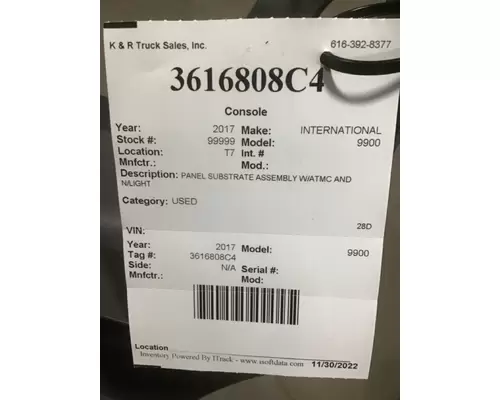 K & R Truck Sales, Inc. 616-392-8377
3616808C4
Console
Year: 2017 Make: INTERNATIONAL
Stock #: 99999 Model: 9900
Location: T7 Int. #
Mnfctr.: Mod.:
Description: PANEL SUBSTRATE ASSEMBLY W/ATMC AND
N/LIGHT
Category: USED
28D
VIN:
Year: 2017 Model: 9900
Tag #: 3616808C4
Side: N/A Serial #:
Mnfctr.: Mod:
Location
Inventory Powered By ITrack - www.isoftdata.com 11/30/2022